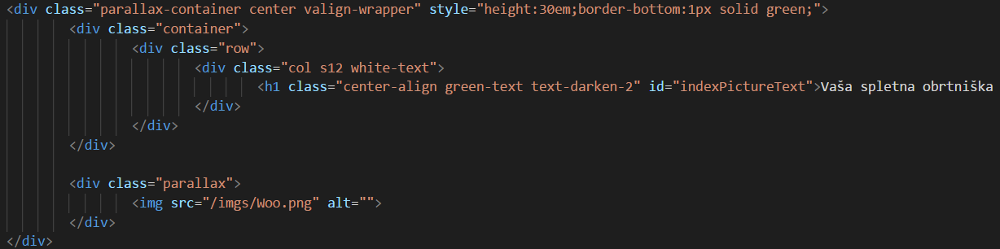 <div class="parallax-container center valign-wrapper" style="height:30em;border-bottom:1px solid green;">
<div class="container">
<div class="row">
<div class="col s12 white-text">
<h1 class="center-align green-text text-darken-2" id="indexPictureText">Vaša spletna obrtniška
</div>
</div>
</div>
<div class="parallax">
<img src="/imgs/Woo.png" alt="">
</div>
</div>